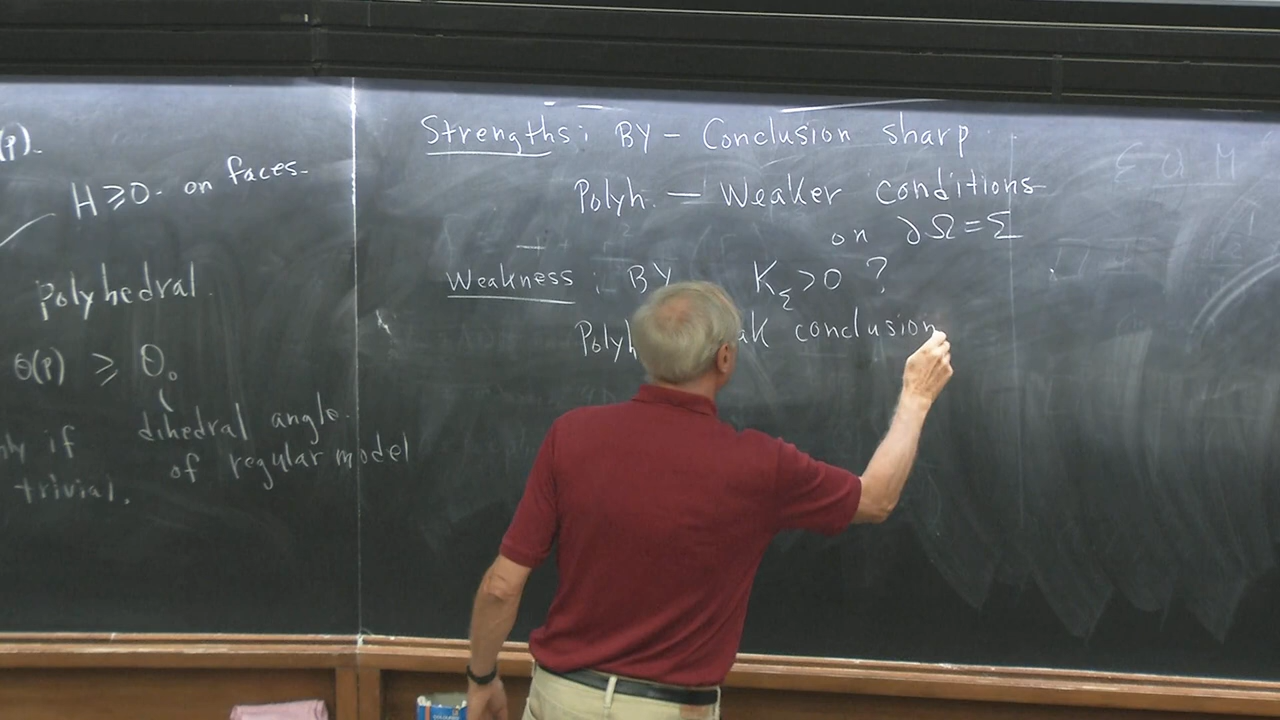 (P).
H ≥ 0. on faces.
Polyhedral.
θ(P) ≥ θ₀
dihedral angle.
if of regular model
trivial.
Strengths: BY – Conclusion sharp
Polyh. – Weaker conditions
on ∂Ω = Σ
Weakness: BY K_Σ > 0 ?
Polyh conclusion